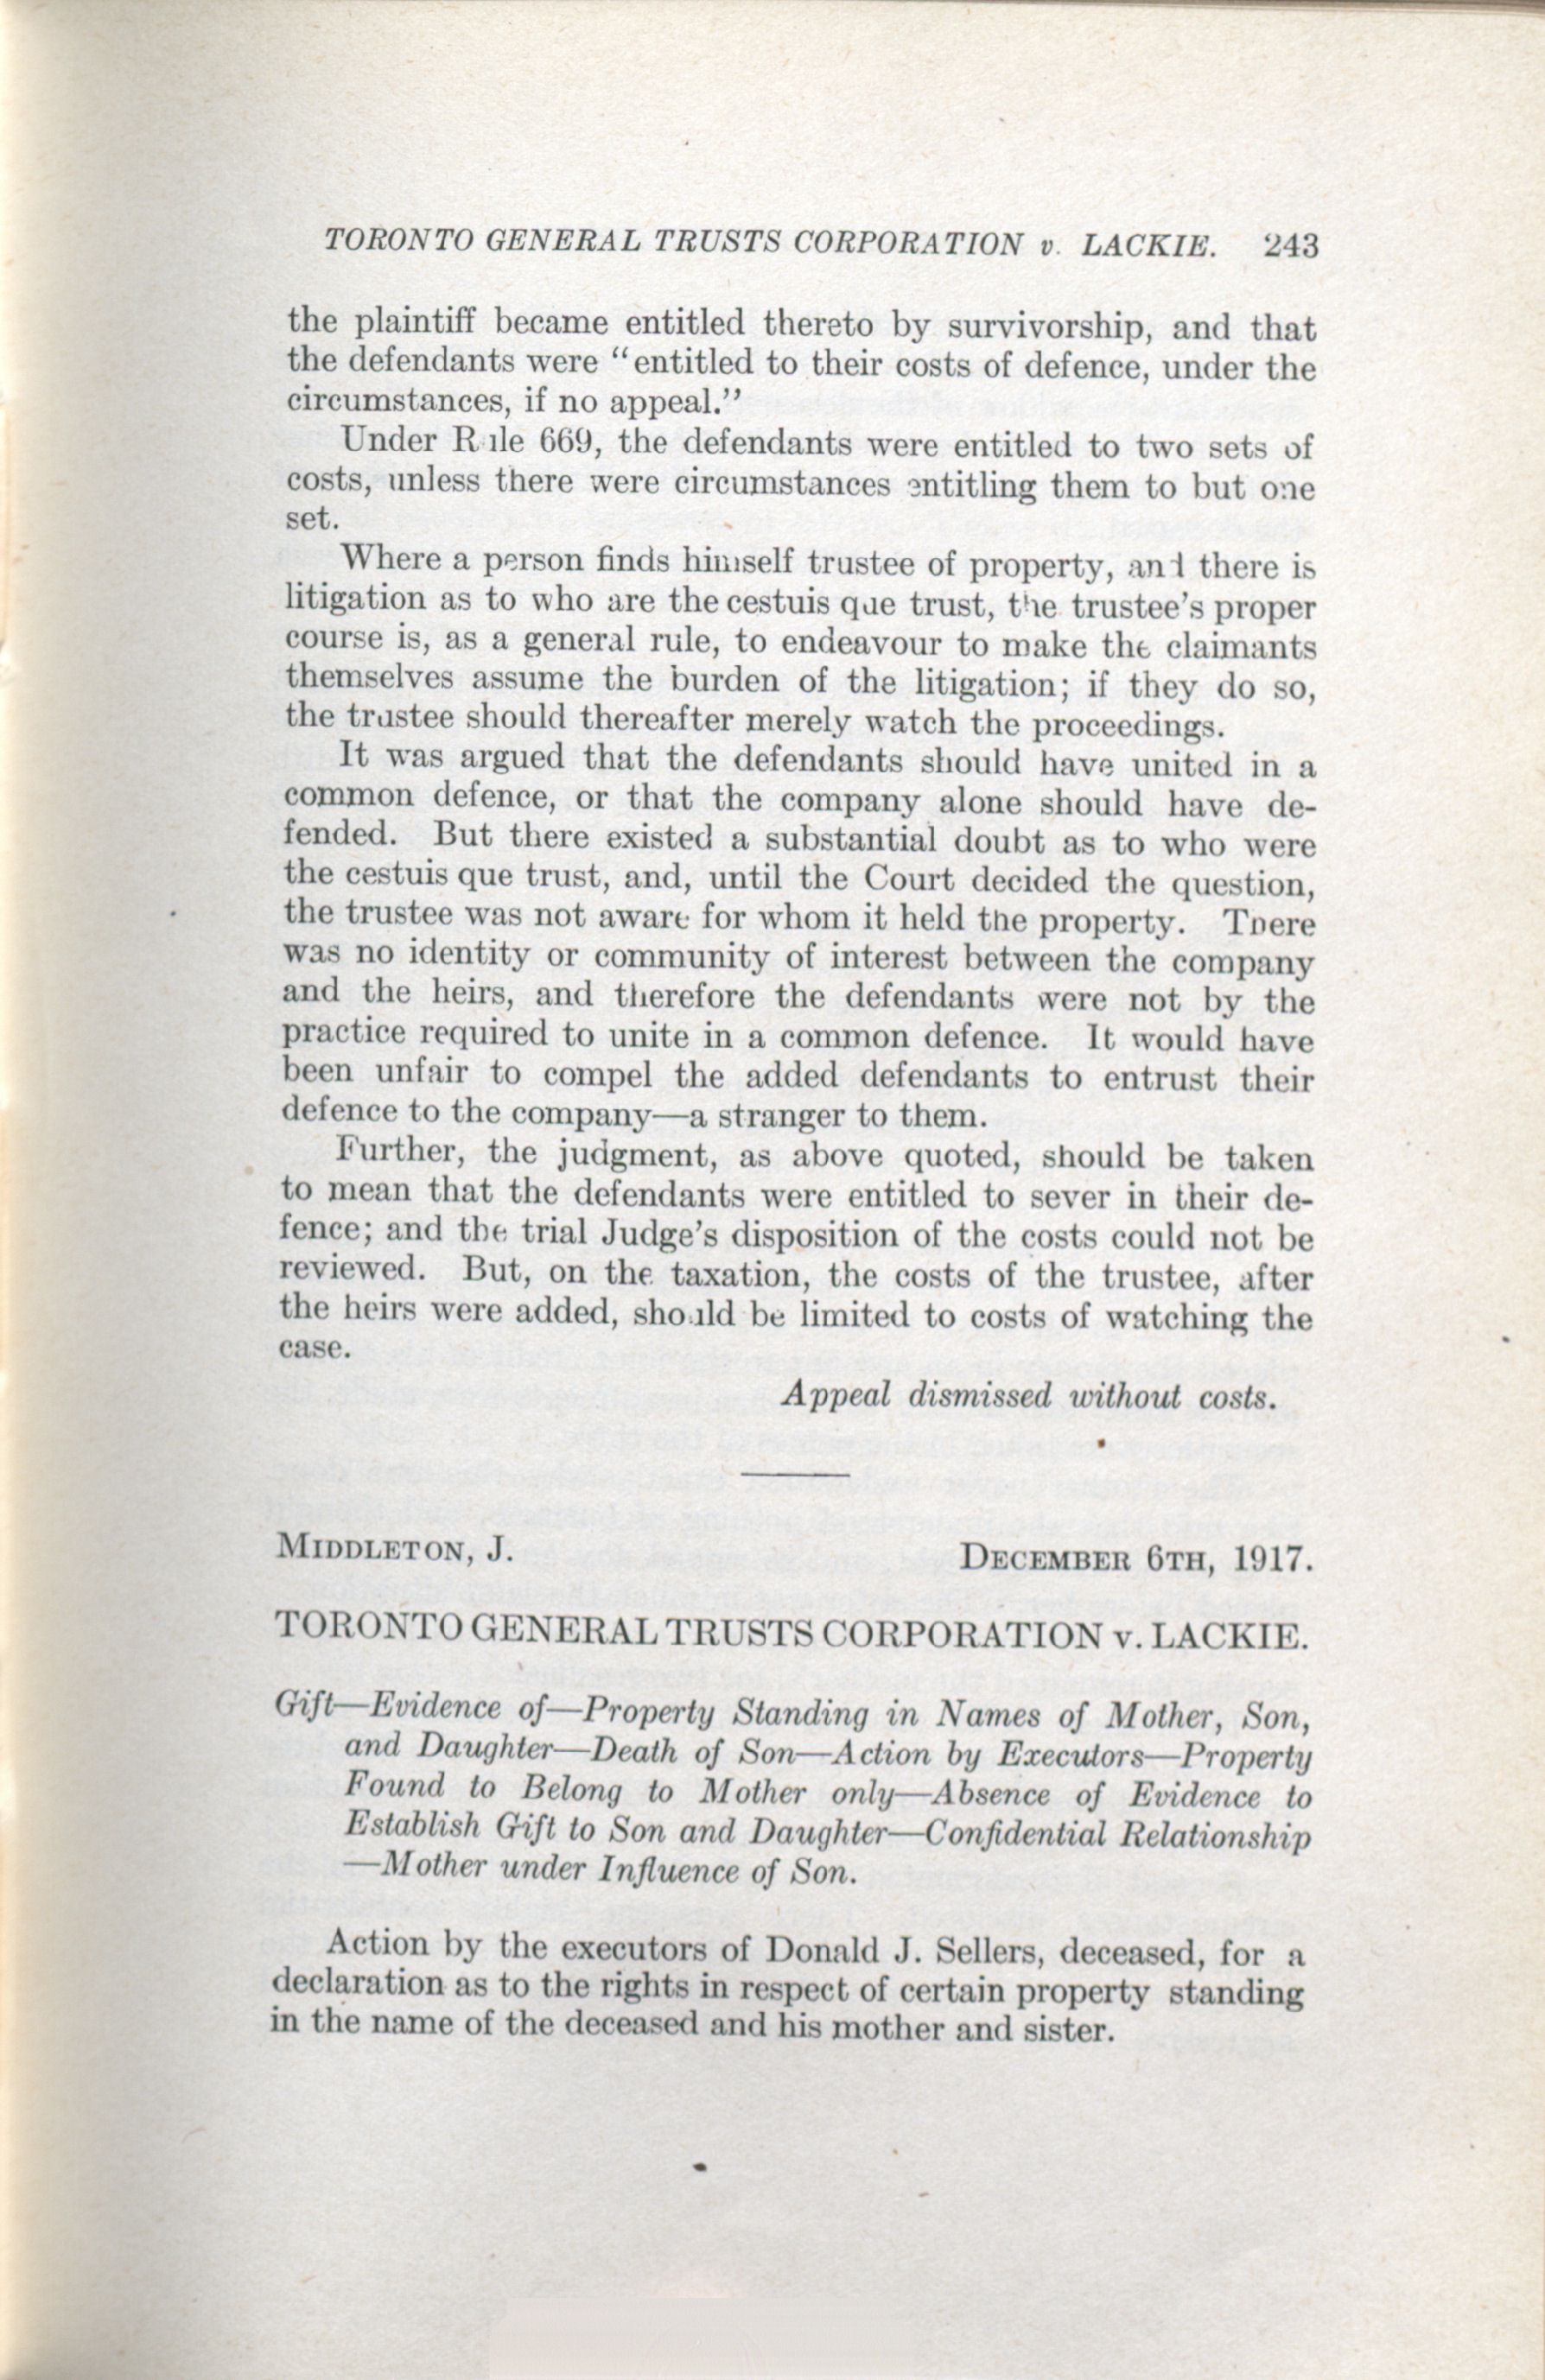 TORONTO GENERAL TRUSTS CORPORATION v. LACKIE. 243
the plaintiff became entitled thereto by survivorship, and that
the defendants were "entitled to their costs of defence, under the
circumstances, if no appeal."
Under Rule 669, the defendants were entitled to two sets of
costs, unless there were circumstances entitling them to but one
set.
Where a person finds himself trustee of property, and there is
litigation as to who are the cestuis que trust, the trustee's proper
course is, as a general rule, to endeavour to make the claimants
themselves assume the burden of the litigation; if they do so,
the trustee should thereafter merely watch the proceedings.
It was argued that the defendants should have united in a
common defence, or that the company alone should have de-
fended. But there existed a substantial doubt as to who were
the cestuis que trust, and, until the Court decided the question,
the trustee was not aware for whom it held the property. There
was no identity or community of interest between the company
and the heirs, and therefore the defendants were not by the
practice required to unite in a common defence. It would have
been unfair to compel the added defendants to entrust their
defence to the company—a stranger to them.
Further, the judgment, as above quoted, should be taken
to mean that the defendants were entitled to sever in their de-
fence; and the trial Judge's disposition of the costs could not be
reviewed. But, on the taxation, the costs of the trustee, after
the heirs were added, should be limited to costs of watching the
case.
Appeal dismissed without costs.
MIDDLETON, J. DECEMBER 6TH, 1917.
TORONTO GENERAL TRUSTS CORPORATION v. LACKIE.
Gift—Evidence of—Property Standing in Names of Mother, Son,
and Daughter—Death of Son—Action by Executors—Property
Found to Belong to Mother only—Absence of Evidence to
Establish Gift to Son and Daughter—Confidential Relationship
—Mother under Influence of Son.
Action by the executors of Donald J. Sellers, deceased, for a
declaration as to the rights in respect of certain property standing
in the name of the deceased and his mother and sister.